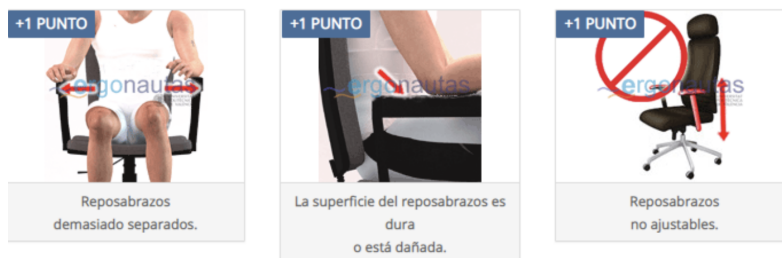 +1 PUNTO
ergonautas
Reposabrazos
demasiado separados.
+1 PUNTO
ergonautas
La superficie del reposabrazos es
dura
o está dañada.
+1 PUNTO
ergonautas
Reposabrazos
no ajustables.